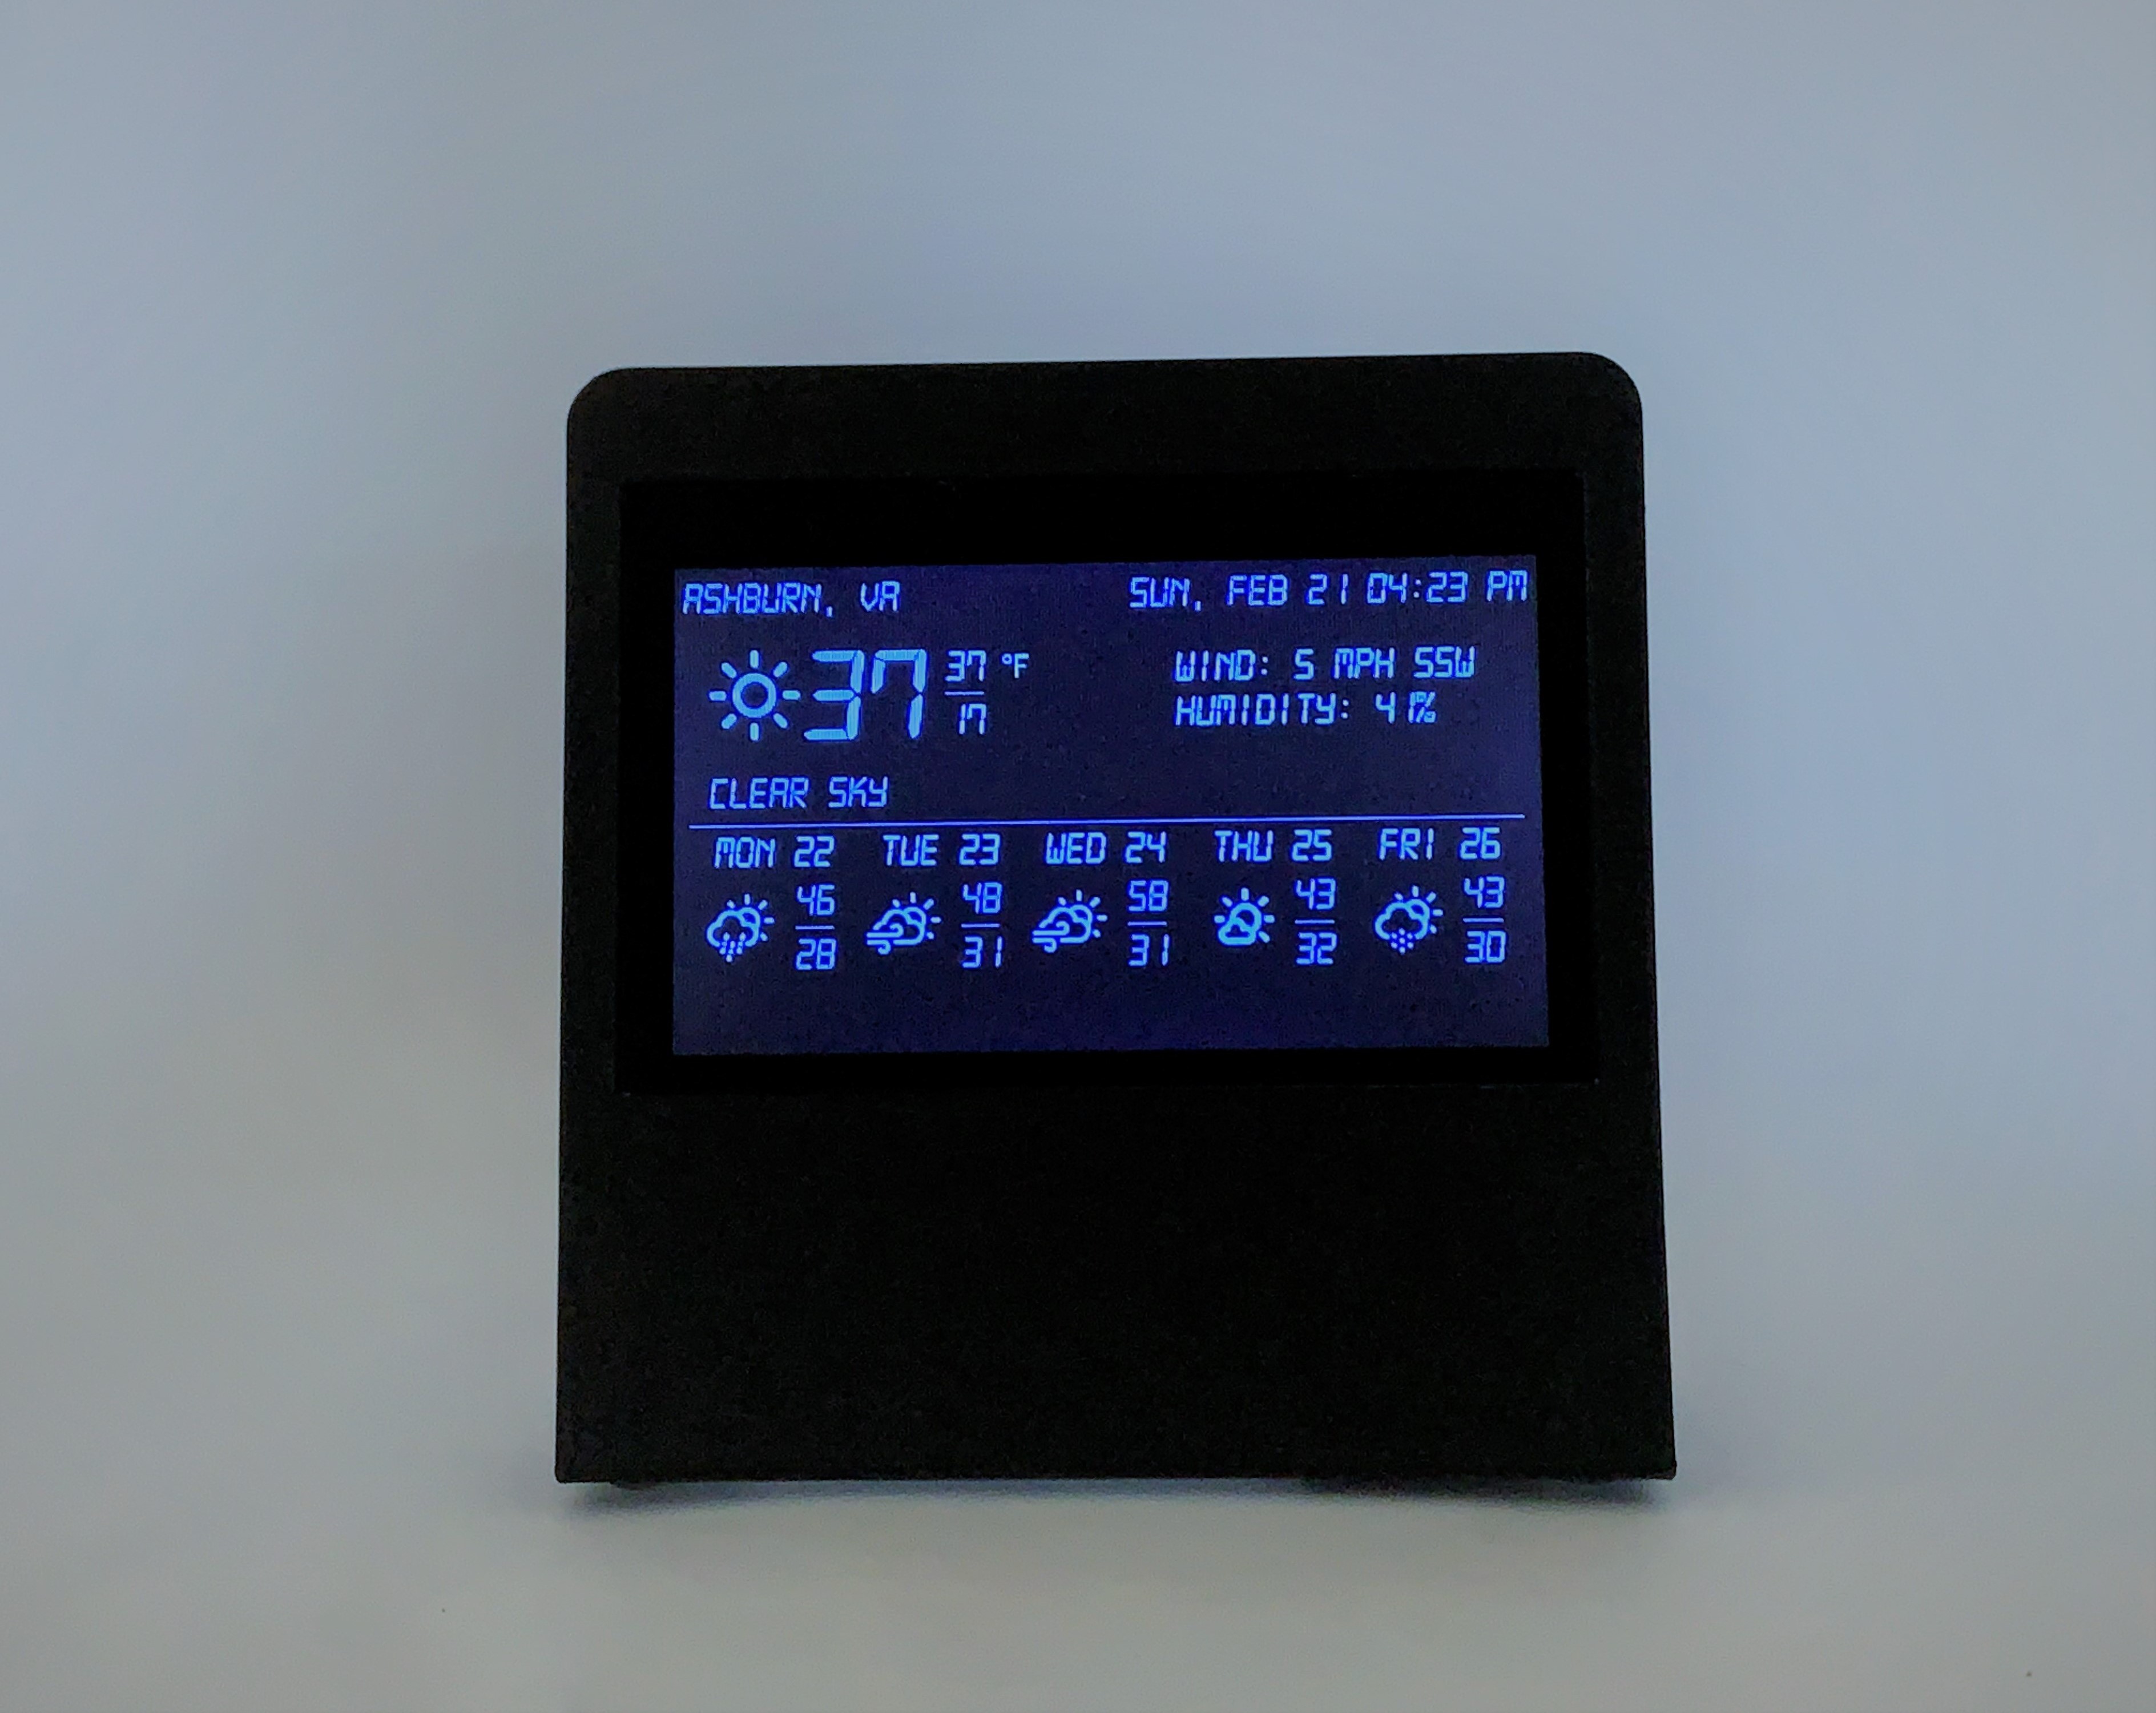 ASHBURN, VA SUN, FEB 21 04:23 PM
37 37 °F WIND: 5 MPH SSW
17 HUMIDITY: 41%
CLEAR SKY
MON 22 TUE 23 WED 24 THU 25 FRI 26
46 48 58 43 43
28 31 31 32 30